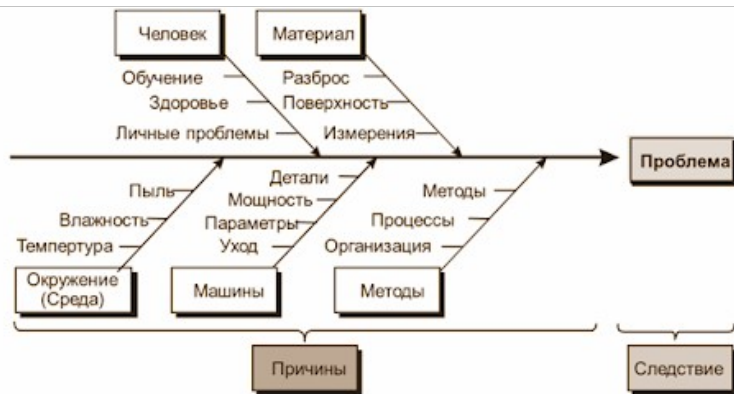 Человек
Материал
Обучение
Здоровье
Личные проблемы
Разброс
Поверхность
Измерения
Проблема
Пыль
Влажность
Темпертура
Детали
Мощность
Параметры
Уход
Методы
Процессы
Организация
Окружение
(Среда)
Машины
Методы
Причины
Следствие